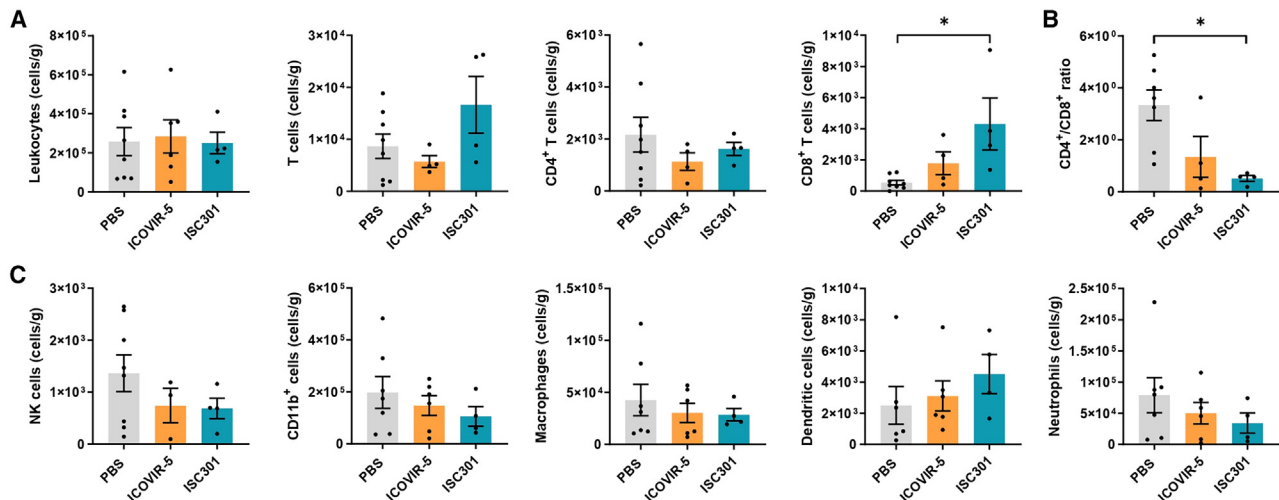 A
Leukocytes (cells/g)
8×10⁵
6×10⁵
4×10⁵
2×10⁵
0
PBS
ICOVIR-5
ISC301
T cells (cells/g)
3×10⁴
2×10⁴
1×10⁴
0
PBS
ICOVIR-5
ISC301
CD4⁺ T cells (cells/g)
6×10³
4×10³
2×10³
0
PBS
ICOVIR-5
ISC301
CD8⁺ T cells (cells/g)
1×10⁴
8×10³
6×10³
4×10³
2×10³
0
*
PBS
ICOVIR-5
ISC301
B
CD4⁺/CD8⁺ ratio
6×10⁰
4×10⁰
2×10⁰
0
*
PBS
ICOVIR-5
ISC301
C
NK cells (cells/g)
3×10³
2×10³
1×10³
0
PBS
ICOVIR-5
ISC301
CD11b⁺ cells (cells/g)
6×10⁵
4×10⁵
2×10⁵
0
PBS
ICOVIR-5
ISC301
Macrophages (cells/g)
1.5×10⁵
1×10⁵
5×10⁴
0
PBS
ICOVIR-5
ISC301
Dendritic cells (cells/g)
1×10⁴
8×10³
6×10³
4×10³
2×10³
0
PBS
ICOVIR-5
ISC301
Neutrophils (cells/g)
2.5×10⁵
2×10⁵
1.5×10⁵
1×10⁵
5×10⁴
0
PBS
ICOVIR-5
ISC301